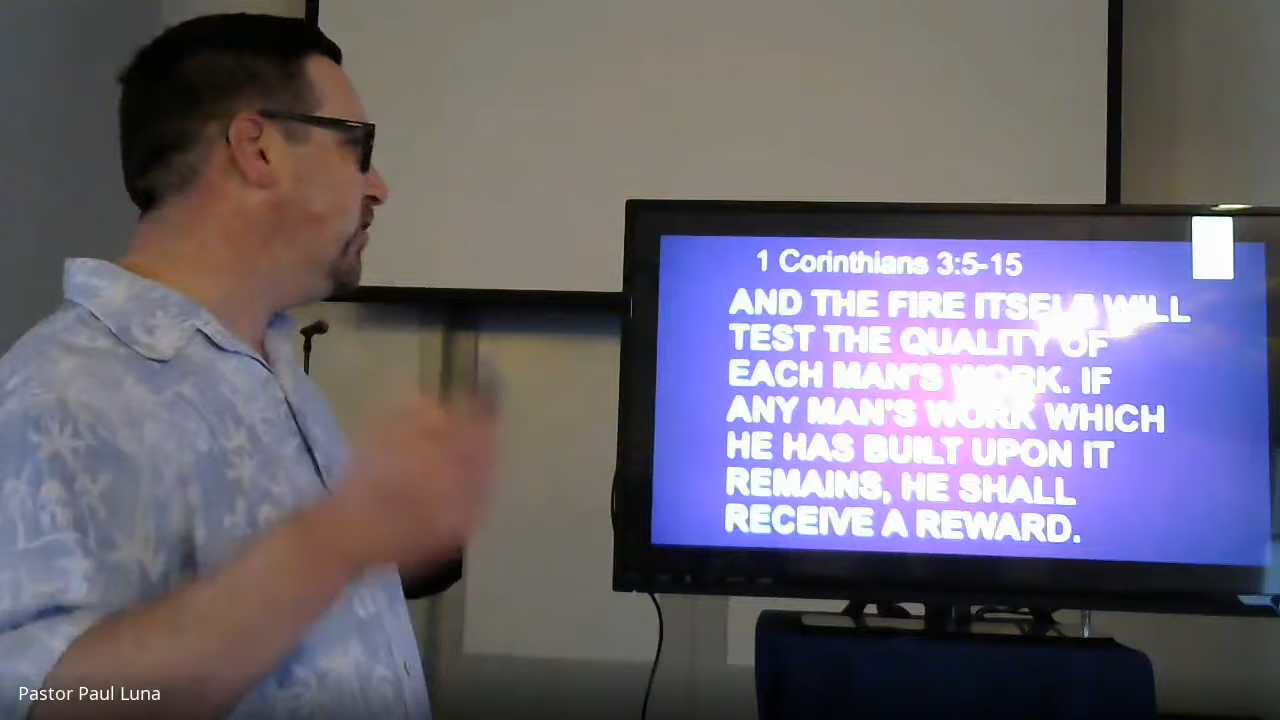 1 Corinthians 3:5-15
AND THE FIRE ITSELF WILL
TEST THE QUALITY OF
EACH MAN'S WORK. IF
ANY MAN'S WORK WHICH
HE HAS BUILT UPON IT
REMAINS, HE SHALL
RECEIVE A REWARD.
Pastor Paul Luna